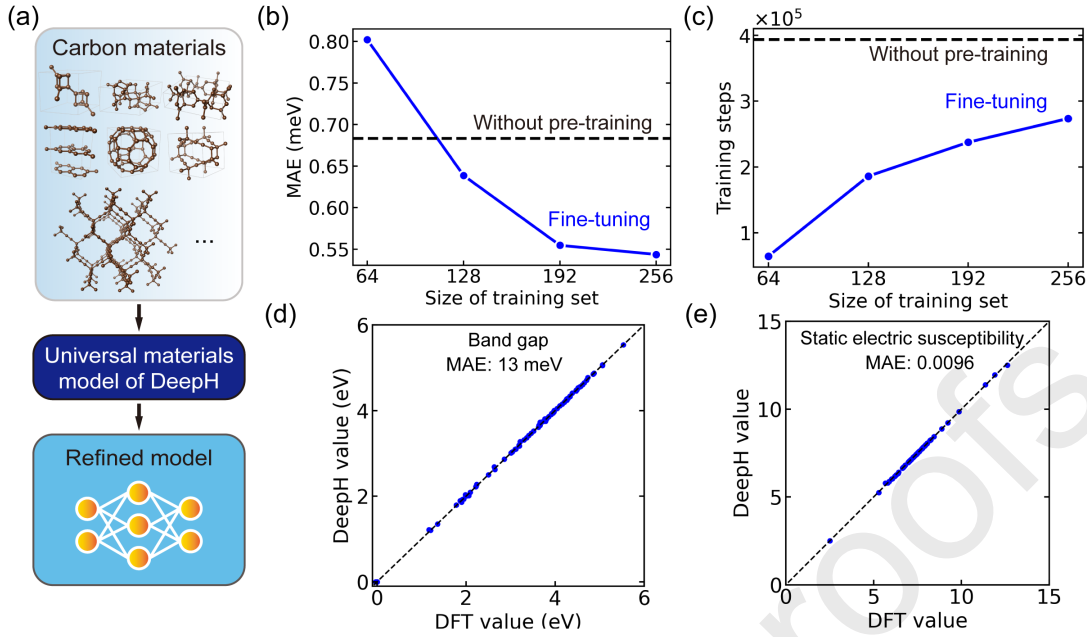 (a)
Carbon materials
...
Universal materials
model of DeepH
Refined model
(b)
MAE (meV)
0.80
0.75
0.70
0.65
0.60
0.55
Without pre-training
Fine-tuning
64
128
192
256
Size of training set
(c)
×10⁵
Training steps
4
3
2
1
Without pre-training
Fine-tuning
64
128
192
256
Size of training set
(d)
Band gap
MAE: 13 meV
DeepH value (eV)
6
4
2
0
0
2
4
6
DFT value (eV)
(e)
Static electric susceptibility
MAE: 0.0096
DeepH value
15
10
5
0
0
5
10
15
DFT value
roofs